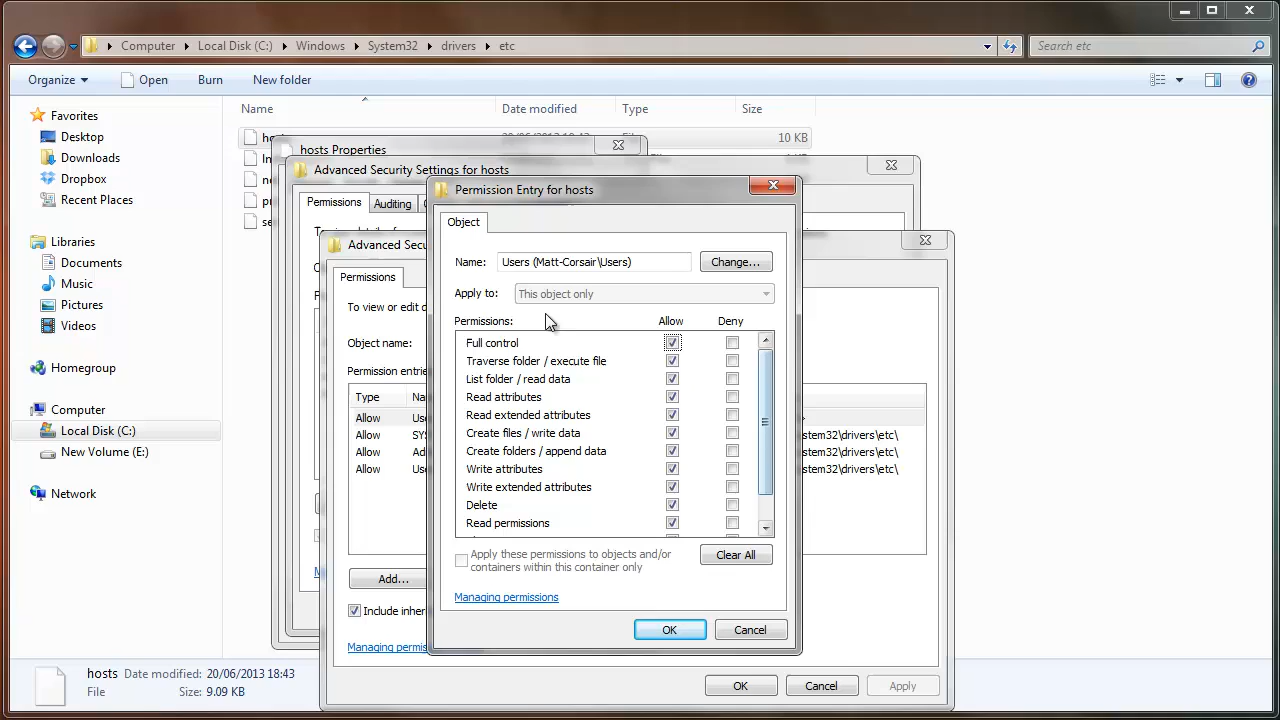 Computer Local Disk (C:) Windows System32 drivers etc
Search etc
Organize Open Burn New folder
Name Date modified Type Size
Favorites
Desktop
Downloads
Dropbox
Recent Places
Libraries
Documents
Music
Pictures
Videos
Homegroup
Computer
Local Disk (C:)
New Volume (E:)
Network
10 KB
hosts Properties
Advanced Security Settings for hosts
Permissions Auditing
Advanced Secu
Permissions
To view or edit d
Object name:
Permission entrie
Type Na
Allow Use
Allow SYS stem32\drivers\etc\
Allow Ad stem32\drivers\etc\
Allow Use stem32\drivers\etc\
Add...
Include inher
Managing permis
OK Cancel Apply
Permission Entry for hosts
Object
Name: Users (Matt-Corsair\Users) Change...
Apply to: This object only
Permissions: Allow Deny
Full control
Traverse folder / execute file
List folder / read data
Read attributes
Read extended attributes
Create files / write data
Create folders / append data
Write attributes
Write extended attributes
Delete
Read permissions
Apply these permissions to objects and/or
containers within this container only
Clear All
Managing permissions
OK Cancel
hosts Date modified: 20/06/2013 18:43
File Size: 9.09 KB